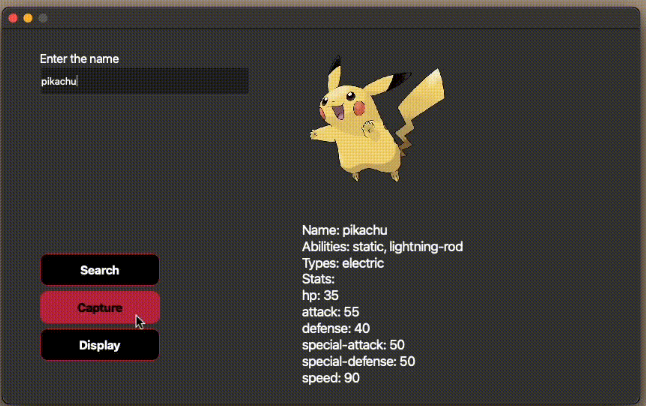 Enter the name
pikachu
Search
Capture
Display
Name: pikachu
Abilities: static, lightning-rod
Types: electric
Stats:
hp: 35
attack: 55
defense: 40
special-attack: 50
special-defense: 50
speed: 90